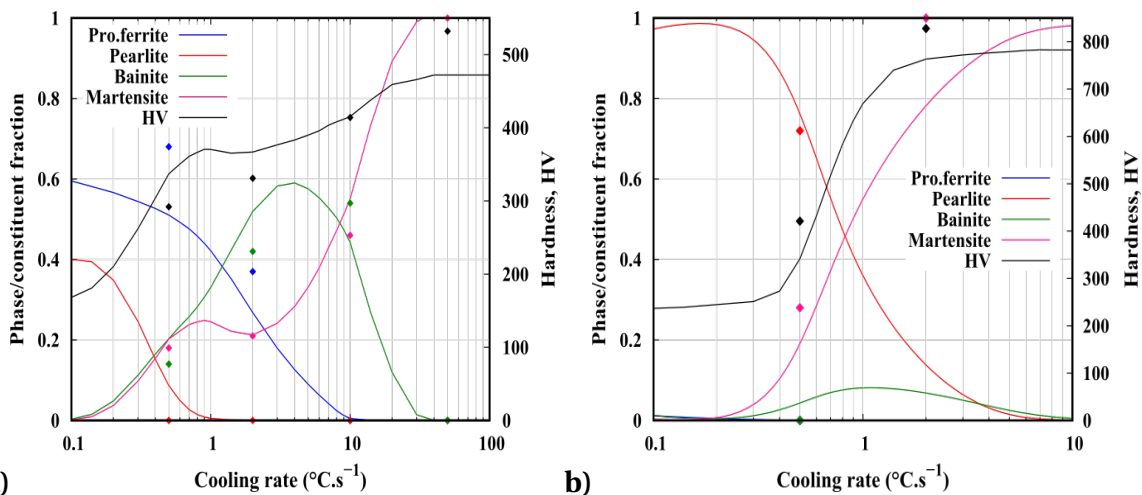 Phase/constituent fraction
1
0.8
0.6
0.4
0.2
0
Pro.ferrite
Pearlite
Bainite
Martensite
HV
500
400
300
200
100
0
Hardness, HV
0.1 1 10 100
Cooling rate (°C.s⁻¹)
)
Phase/constituent fraction
1
0.8
0.6
0.4
0.2
0
Pro.ferrite
Pearlite
Bainite
Martensite
HV
800
700
600
500
400
300
200
100
0
Hardness, HV
0.1 1 10
Cooling rate (°C.s⁻¹)
b)